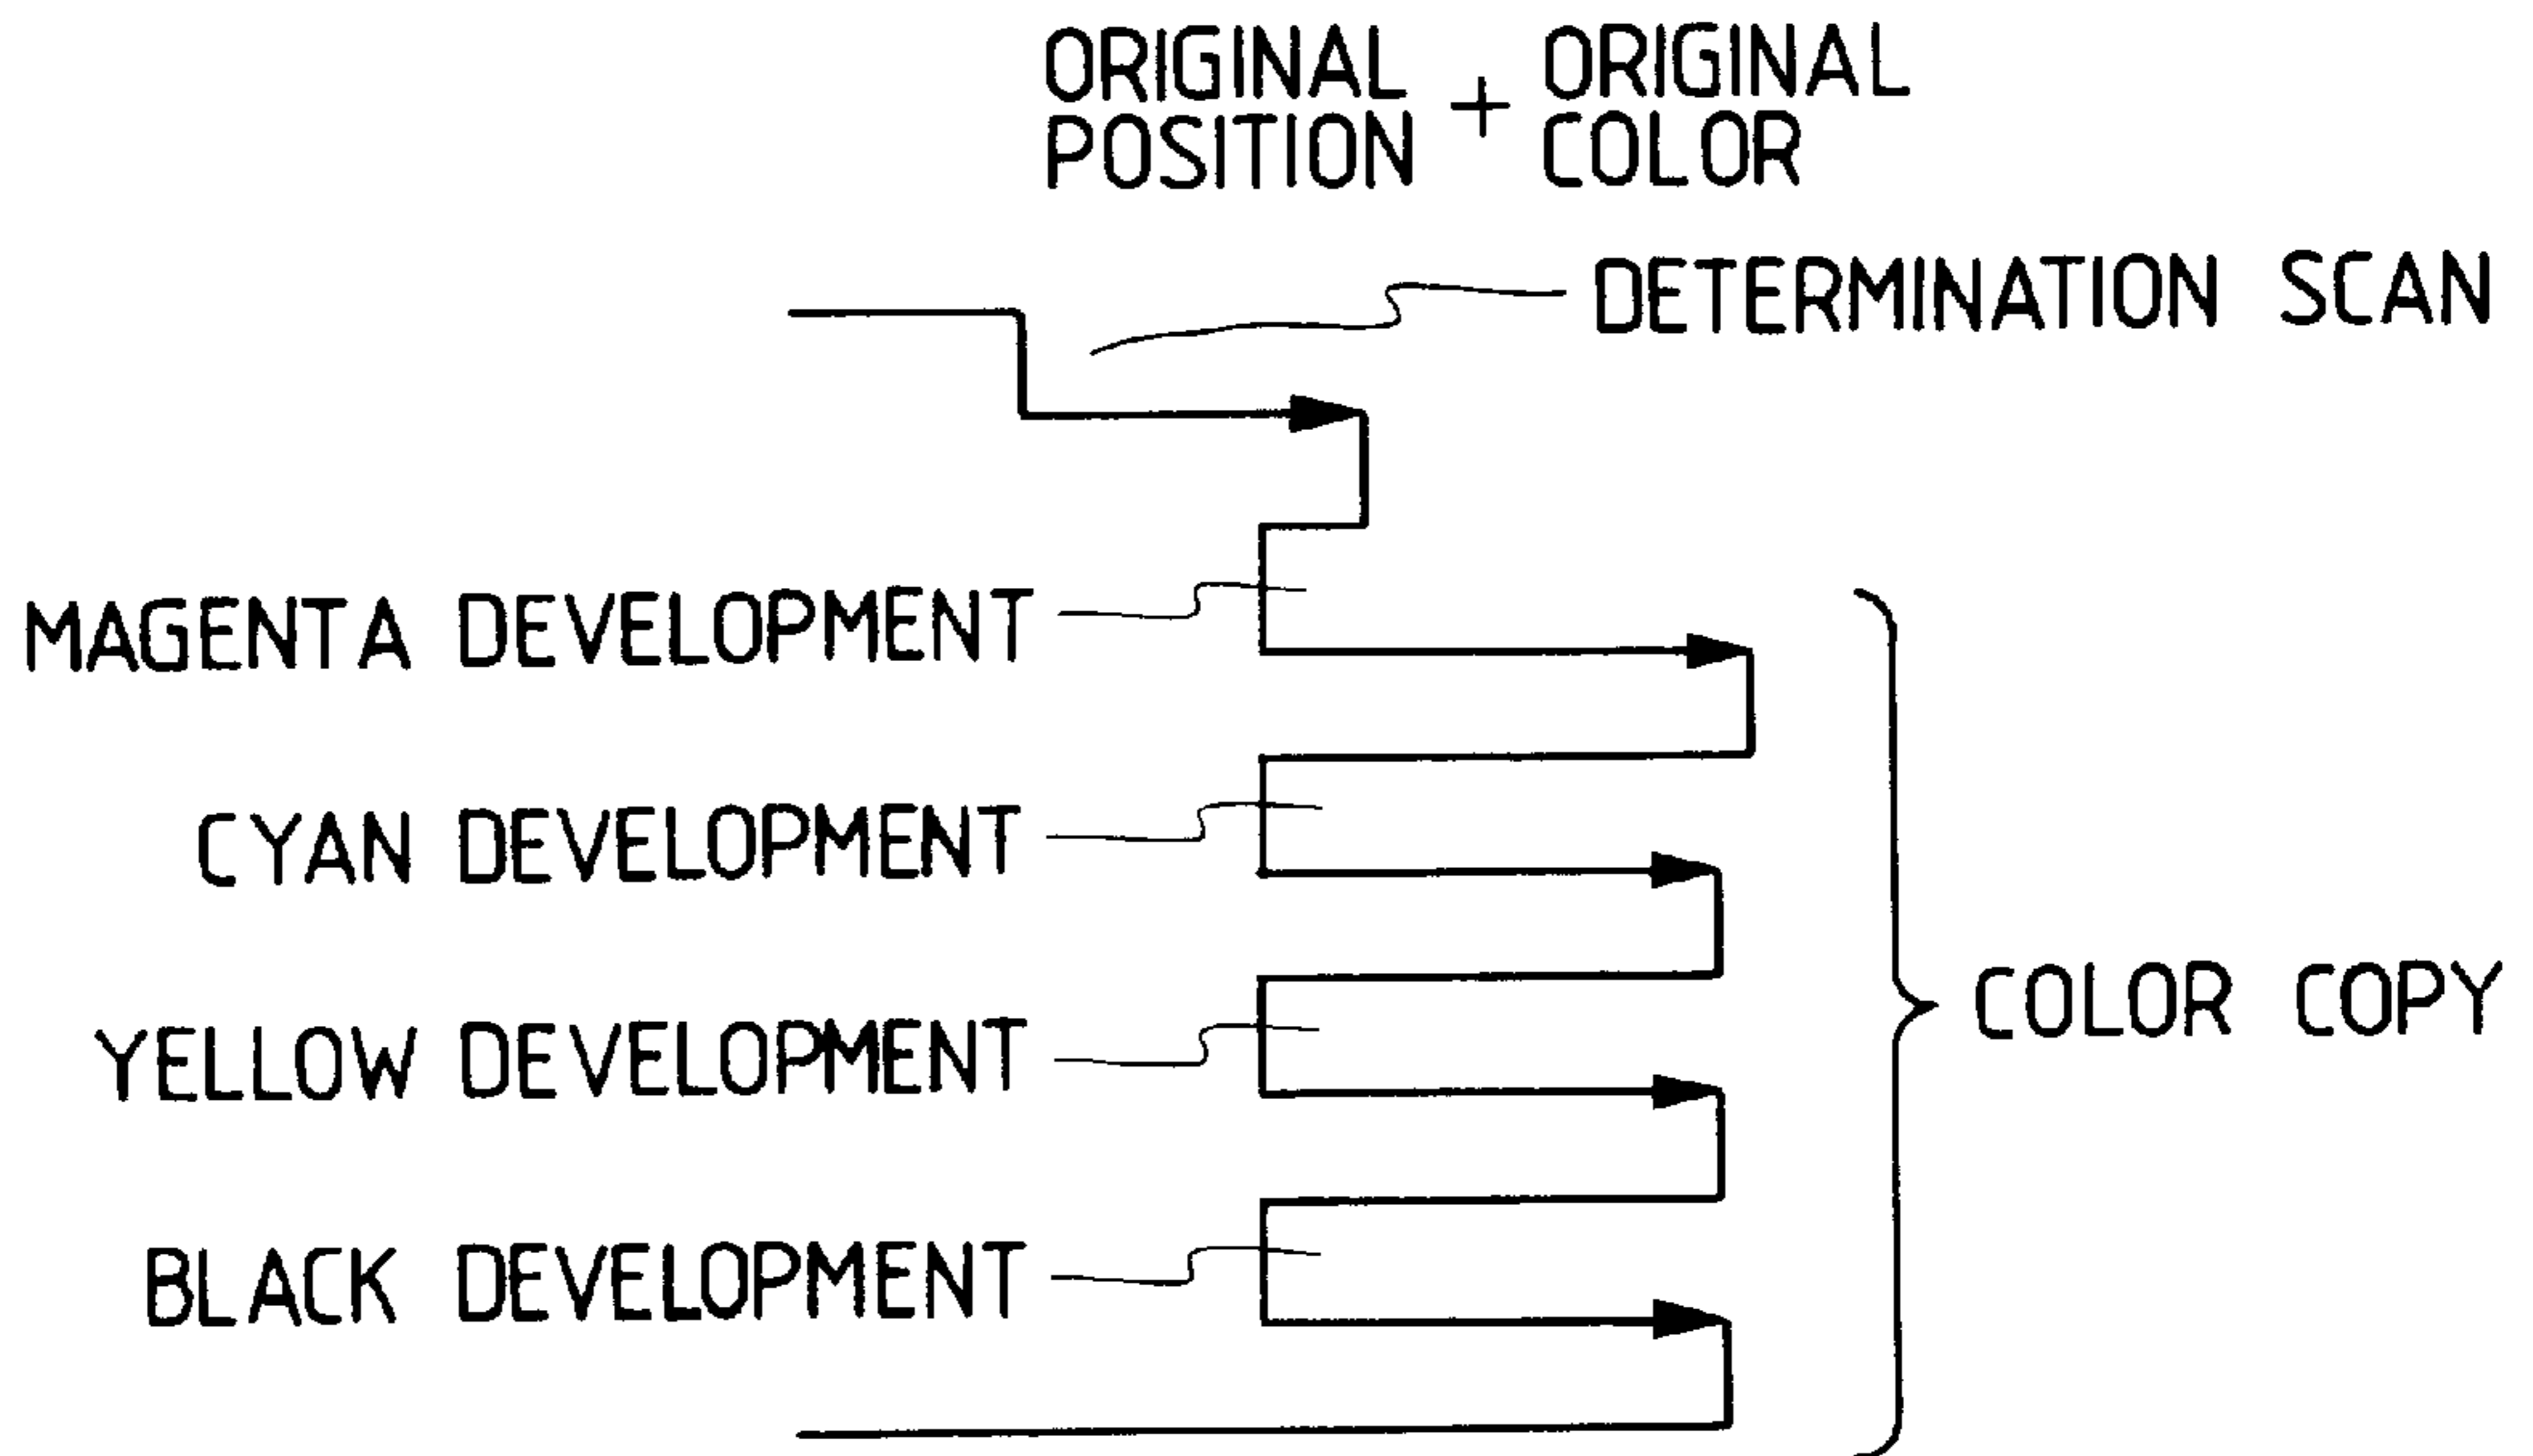 ORIGINAL POSITION + ORIGINAL COLOR
DETERMINATION SCAN
MAGENTA DEVELOPMENT
CYAN DEVELOPMENT
YELLOW DEVELOPMENT
COLOR COPY
BLACK DEVELOPMENT